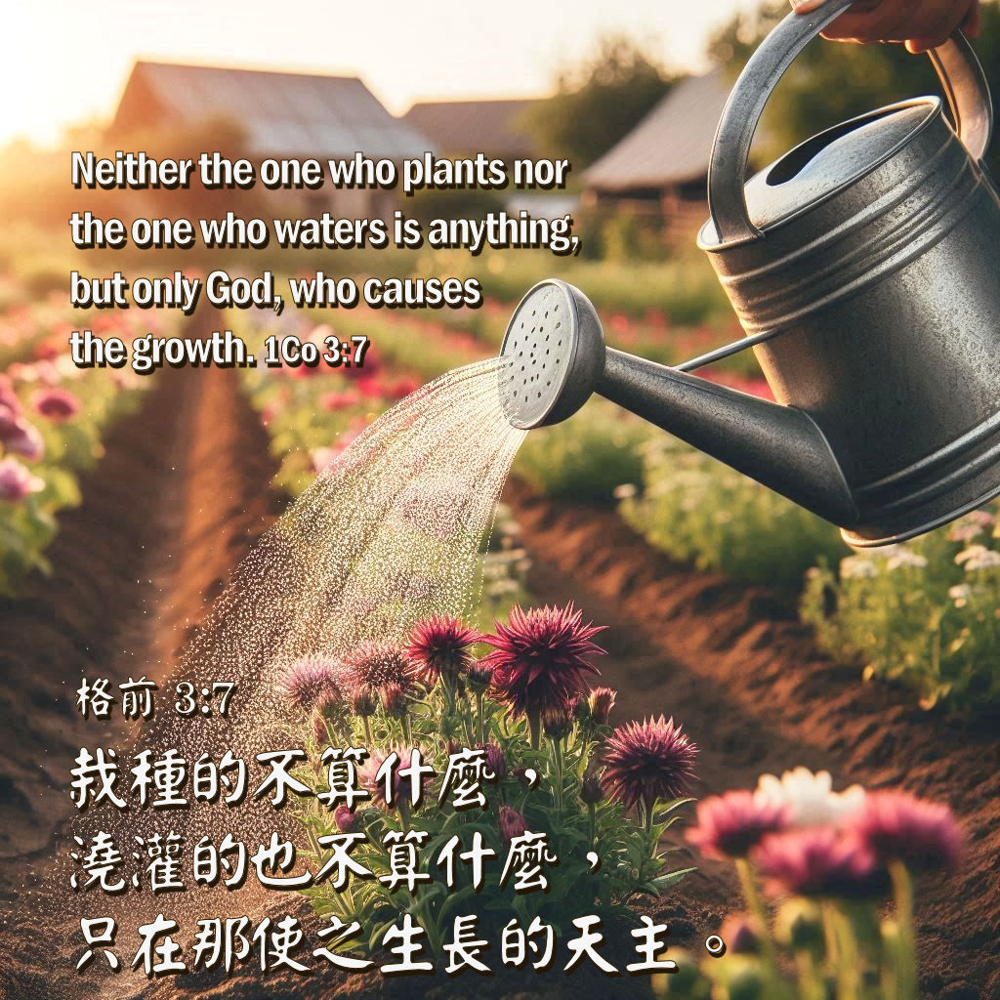 Neither the one who plants nor
the one who waters is anything,
but only God, who causes
the growth. 1Co 3:7
格前 3:7
栽種的不算什麼，
澆灌的也不算什麼，
只在那使之生長的天主。